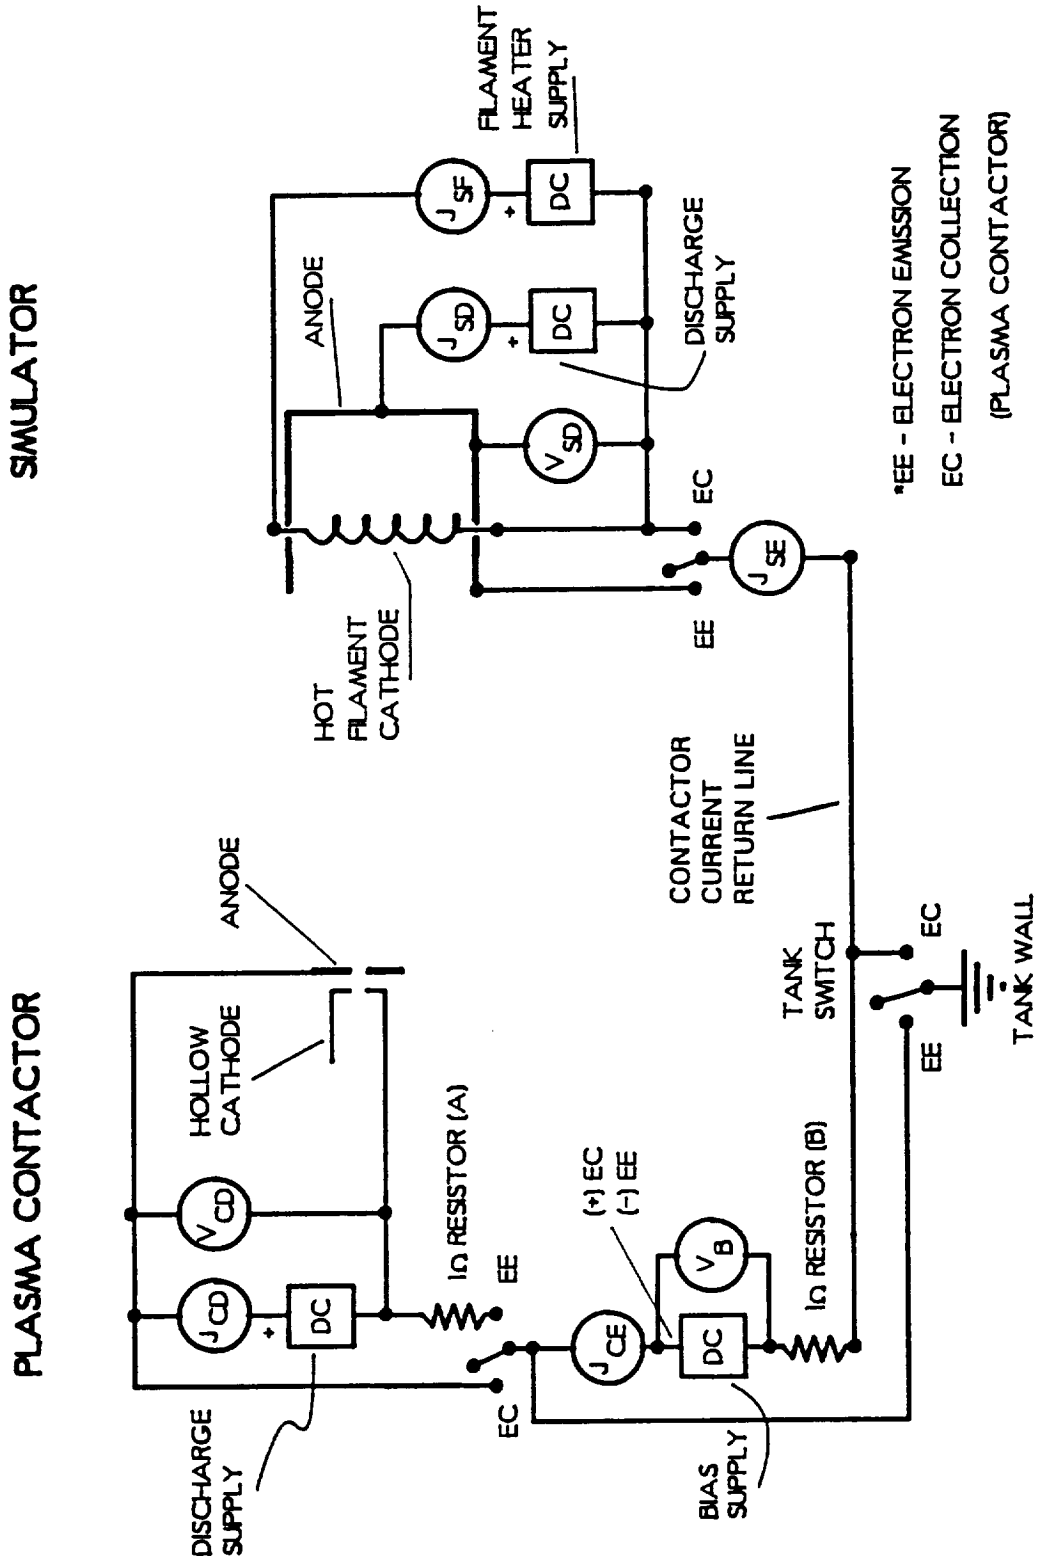 PLASMA CONTACTOR
SIMULATOR
DISCHARGE
SUPPLY
J CD
V CD
+
DC
HOLLOW
CATHODE
ANODE
1Ω RESISTOR (A)
EC
EE
J CE
(+) EC
(-) EE
V B
DC
BIAS
SUPPLY
1Ω RESISTOR (B)
TANK
SWITCH
EE
EC
TANK WALL
CONTACTOR
CURRENT
RETURN LINE
HOT
FILAMENT
CATHODE
ANODE
J SF
J SD
V SD
+
DC
+
DC
FILAMENT
HEATER
SUPPLY
DISCHARGE
SUPPLY
EE
EC
J SE
*EE - ELECTRON EMISSION
EC - ELECTRON COLLECTION
(PLASMA CONTACTOR)